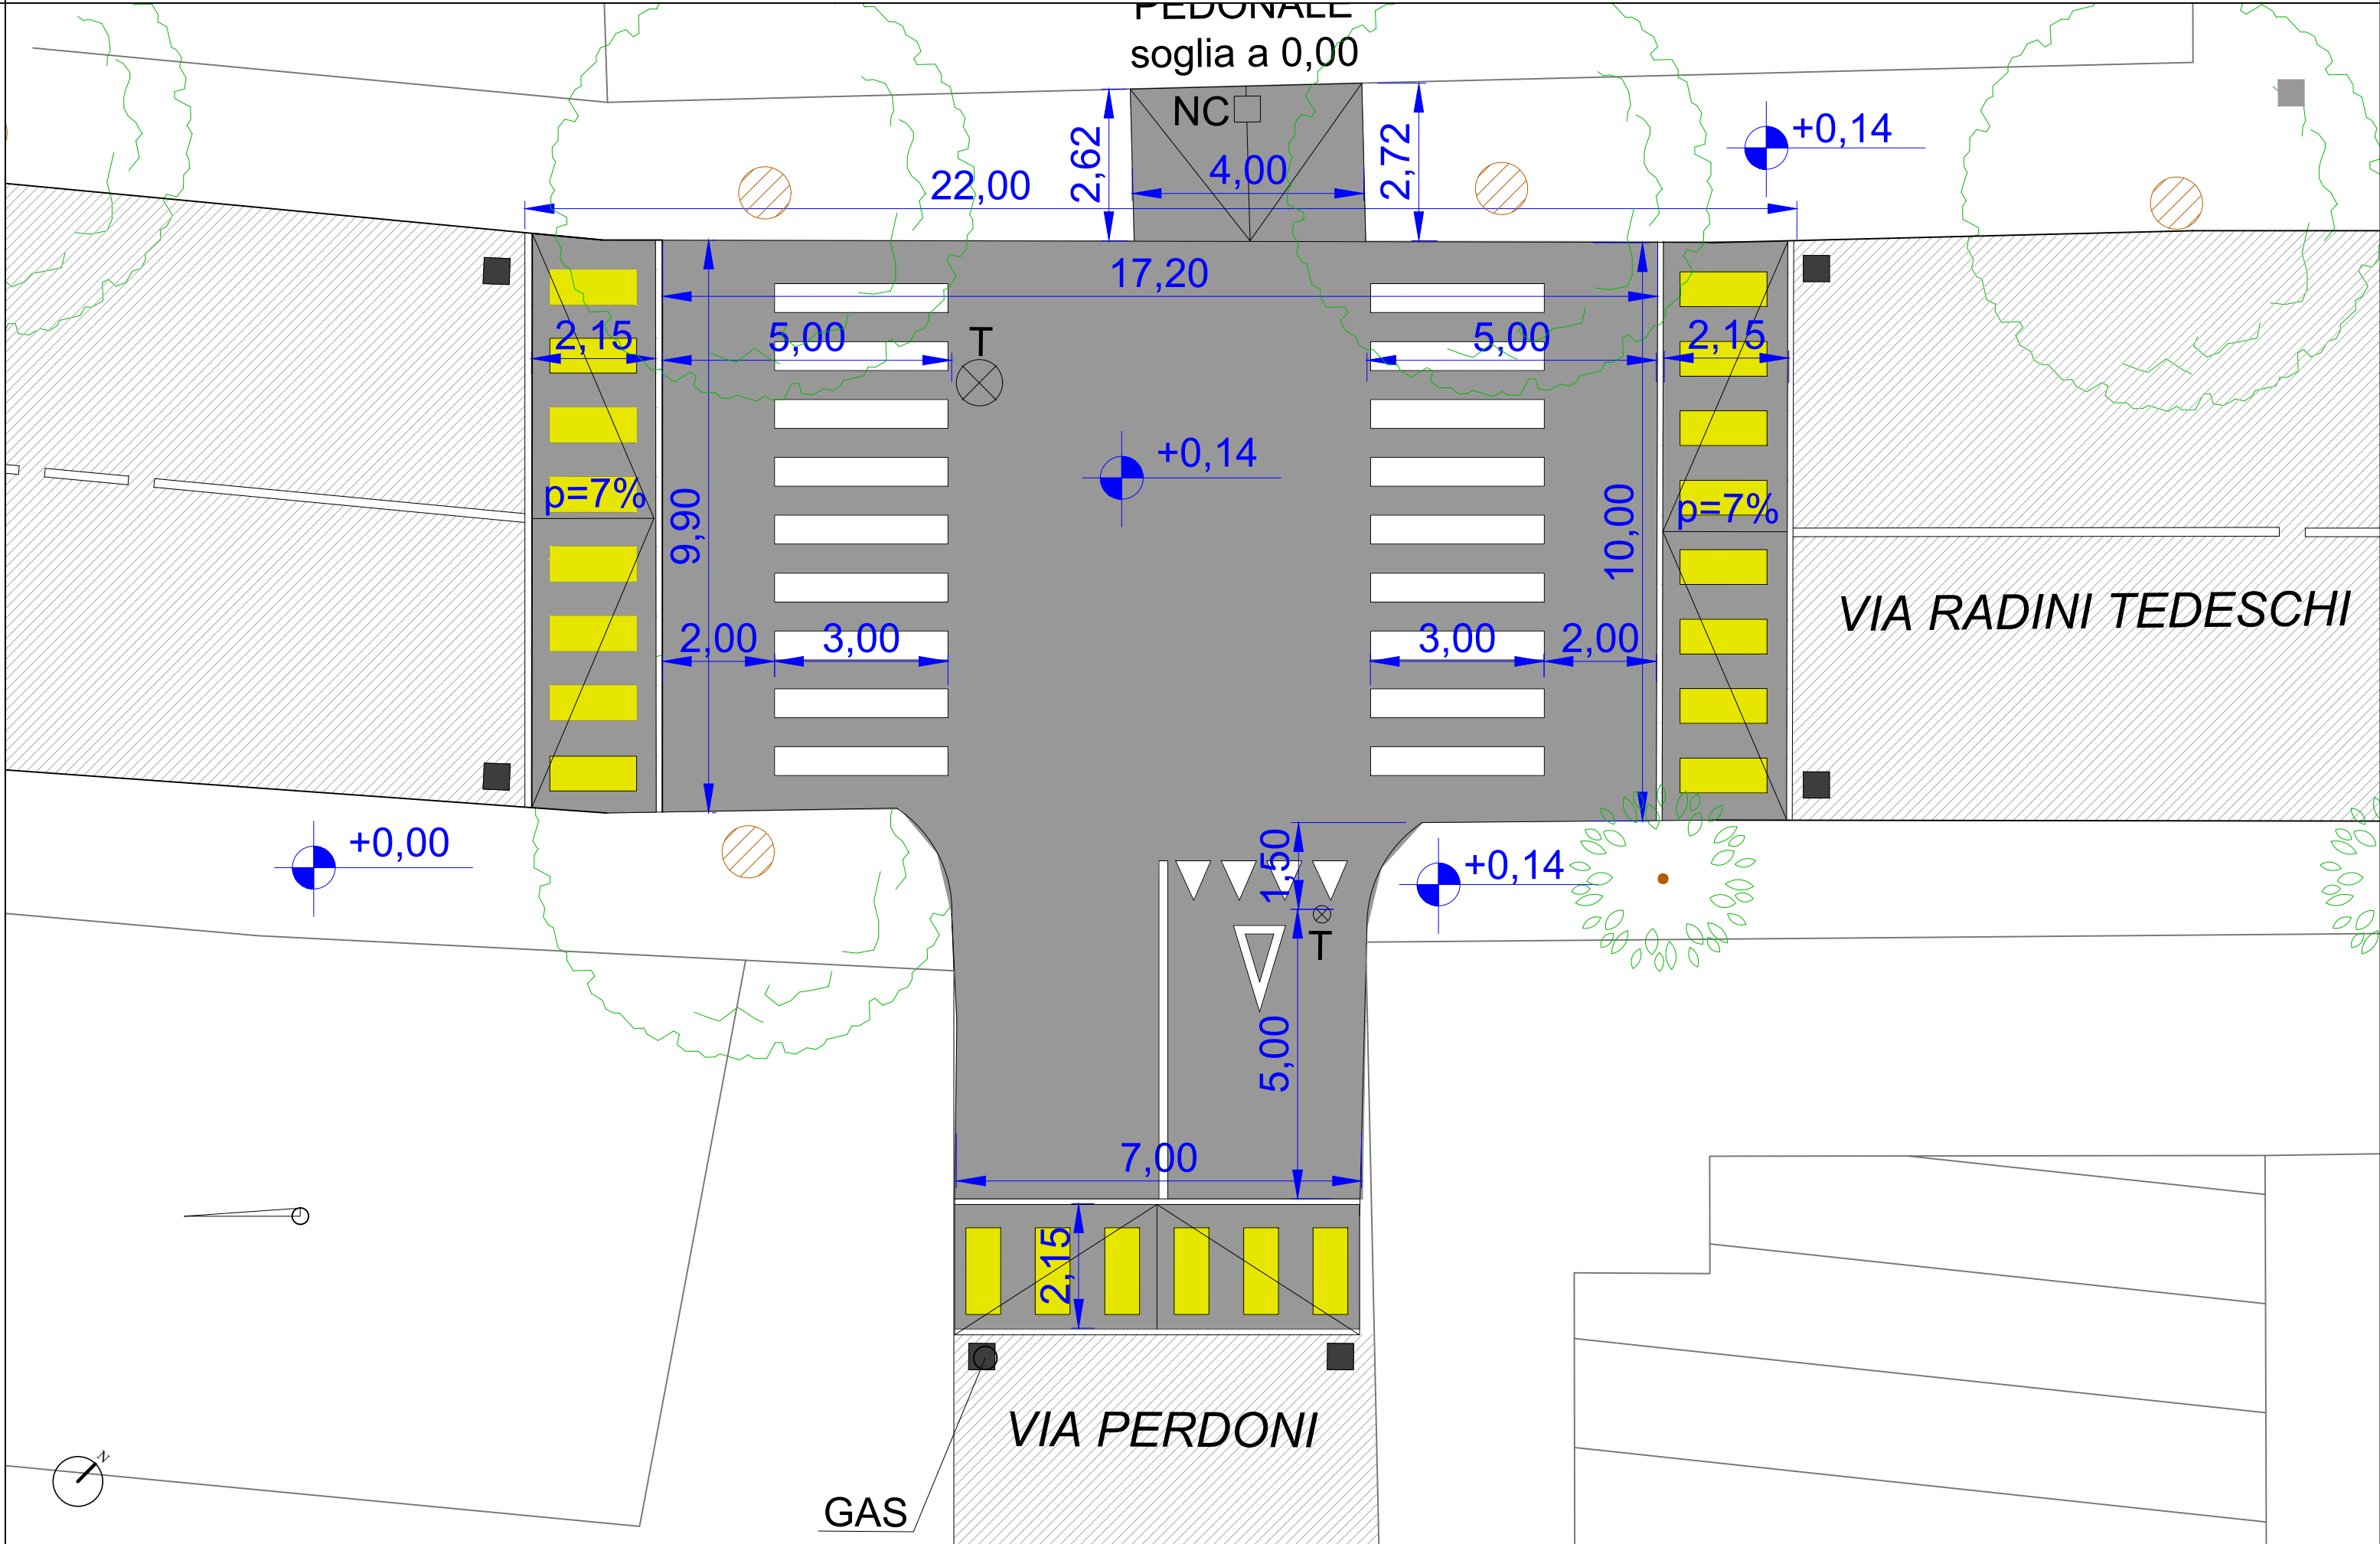 PEDONALE
soglia a 0,00
NC
2,62
4,00
2,72
+0,14
22,00
17,20
2,15
5,00
T
5,00
2,15
+0,14
p=7%
9,90
10,00
p=7%
2,00
3,00
3,00
2,00
VIA RADINI TEDESCHI
+0,00
1,50
+0,14
T
5,00
7,00
2,15
VIA PERDONI
N
GAS